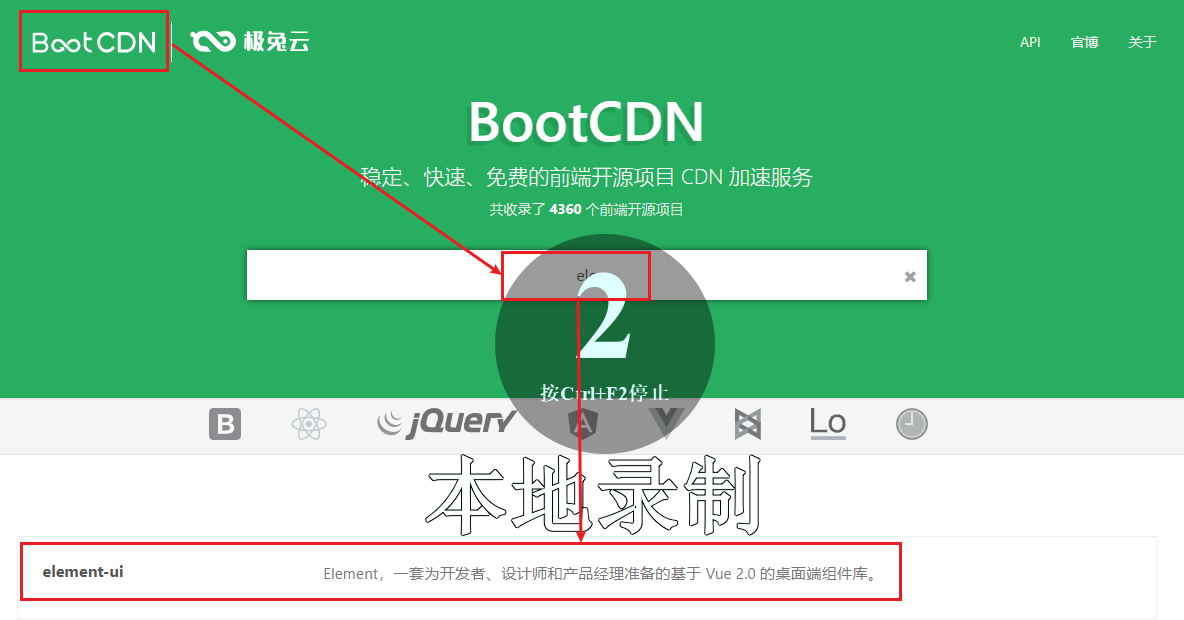 BootCDN 极兔云
API 官博 关于
BootCDN
稳定、快速、免费的前端开源项目 CDN 加速服务
共收录了 4360 个前端开源项目
2
按Ctrl+F2停止
B jQuery A Lo
本地录制
element-ui Element，一套为开发者、设计师和产品经理准备的基于 Vue 2.0 的桌面端组件库。